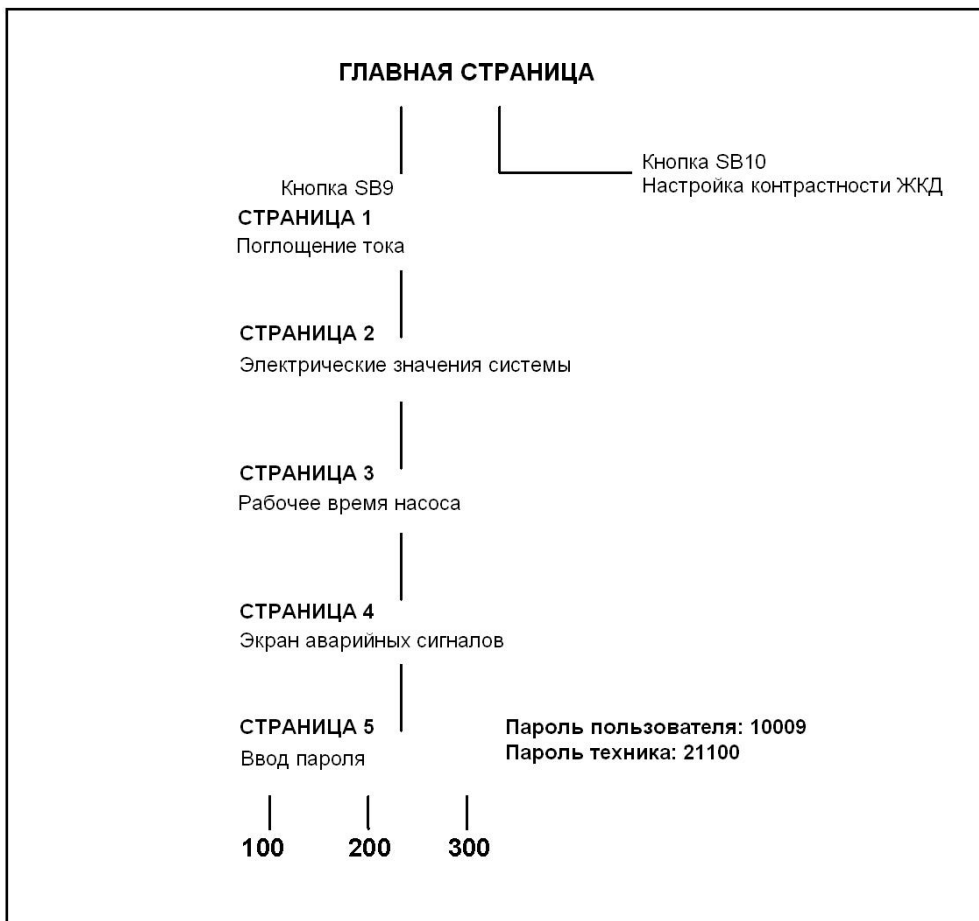 ГЛАВНАЯ СТРАНИЦА
Кнопка SB10
Настройка контрастности ЖКД
Кнопка SB9
СТРАНИЦА 1
Поглощение тока
СТРАНИЦА 2
Электрические значения системы
СТРАНИЦА 3
Рабочее время насоса
СТРАНИЦА 4
Экран аварийных сигналов
СТРАНИЦА 5
Ввод пароля
Пароль пользователя: 10009
Пароль техника: 21100
100 200 300